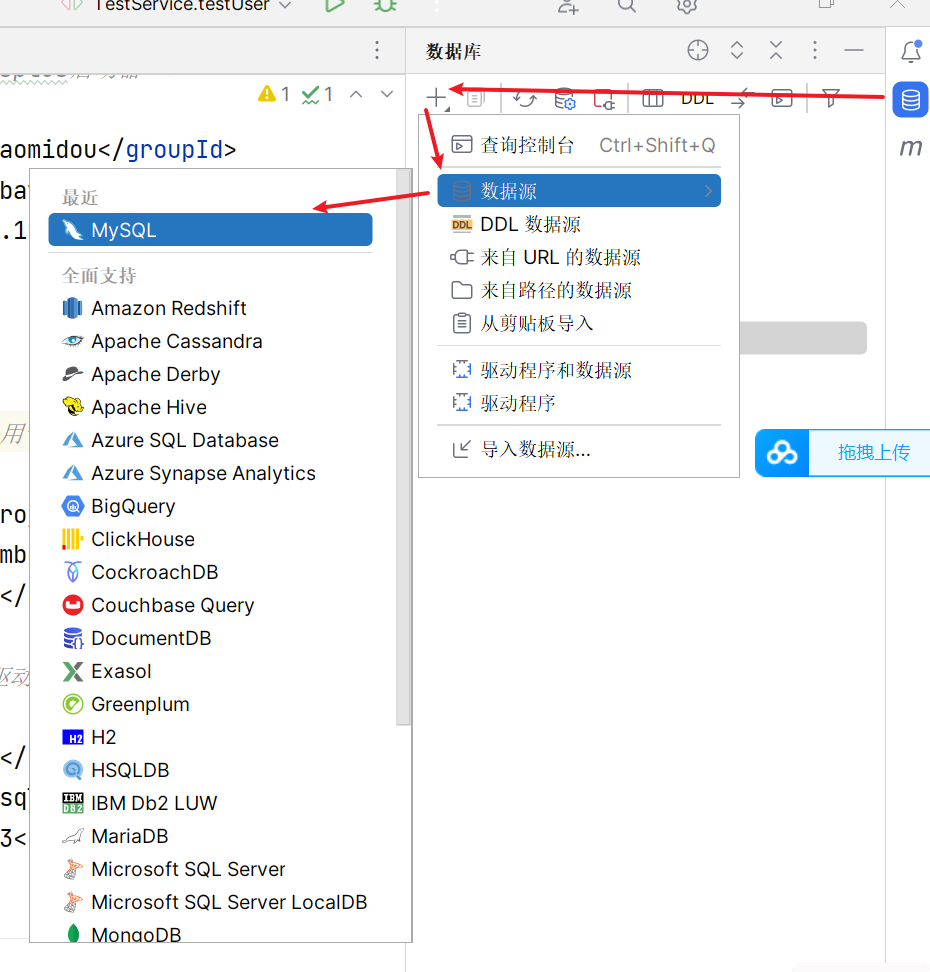 TestService.testUser
数据库
1 1
DDL
aomidou</groupId>
ba
.1
用
ro
mb
</
驱动
</
sq
3<
m
查询控制台 Ctrl+Shift+Q
数据源
DDL 数据源
来自 URL 的数据源
来自路径的数据源
从剪贴板导入
驱动程序和数据源
驱动程序
导入数据源...
最近
MySQL
全面支持
Amazon Redshift
Apache Cassandra
Apache Derby
Apache Hive
Azure SQL Database
Azure Synapse Analytics
BigQuery
ClickHouse
CockroachDB
Couchbase Query
DocumentDB
Exasol
Greenplum
H2
HSQLDB
IBM Db2 LUW
MariaDB
Microsoft SQL Server
Microsoft SQL Server LocalDB
MongoDB
拖拽上传